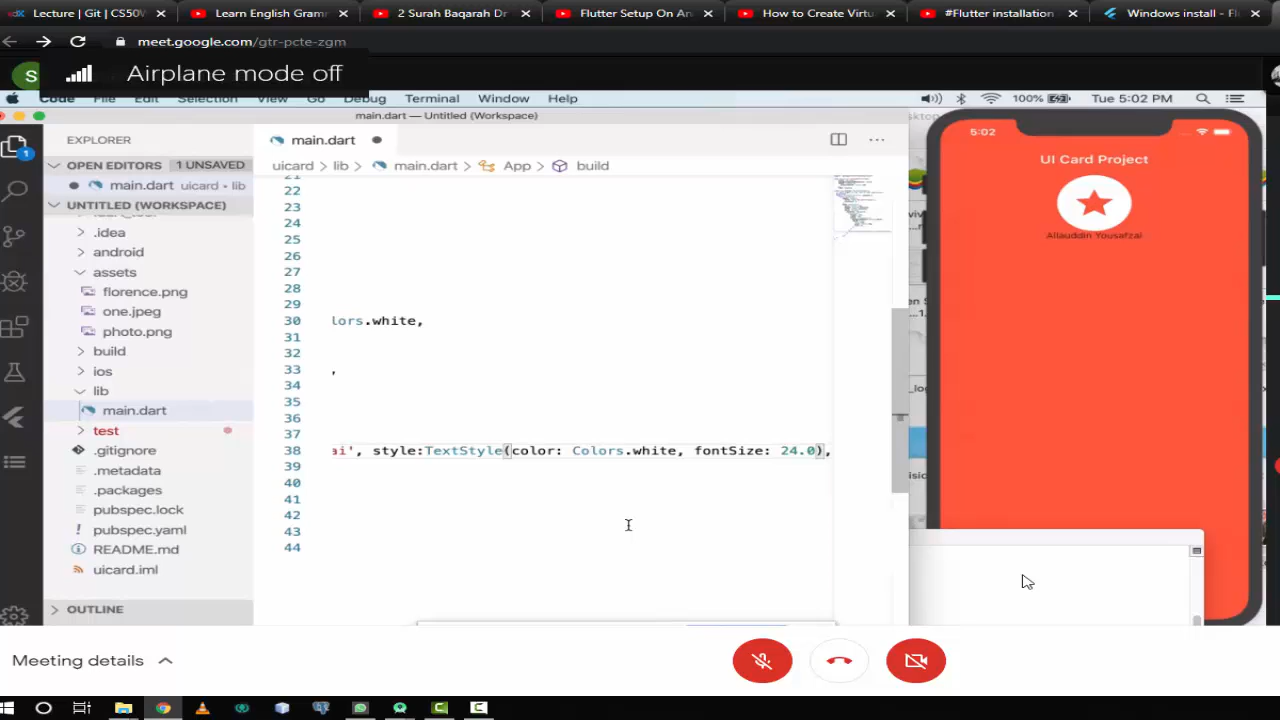 Lecture | Git | CS50W
Learn English Gram
2 Surah Baqarah Dr
Flutter Setup On An
How to Create Virtu
#Flutter installation
Windows install - Fl
meet.google.com/gtr-pcte-zgm
S
Airplane mode off
Code File Edit Selection View Go Debug Terminal Window Help
100%
Tue 5:02 PM
main.dart — Untitled (Workspace)
EXPLORER
main.dart
OPEN EDITORS 1 UNSAVED
main.dart uicard • lib
UNTITLED (WORKSPACE)
.idea
android
assets
florence.png
one.jpeg
photo.png
build
ios
lib
main.dart
test
.gitignore
.metadata
.packages
pubspec.lock
pubspec.yaml
README.md
uicard.iml
OUTLINE
1
uicard > lib > main.dart > App > build
21
22
23
24
25
26
27
28
29
30 lors.white,
31
32
33 ,
34
35
36
37
38 ai', style:TextStyle(color: Colors.white, fontSize: 24.0),
39
40
41
42
43
44
5:02
UI Card Project
Allauddin Yousafzai
Meeting details